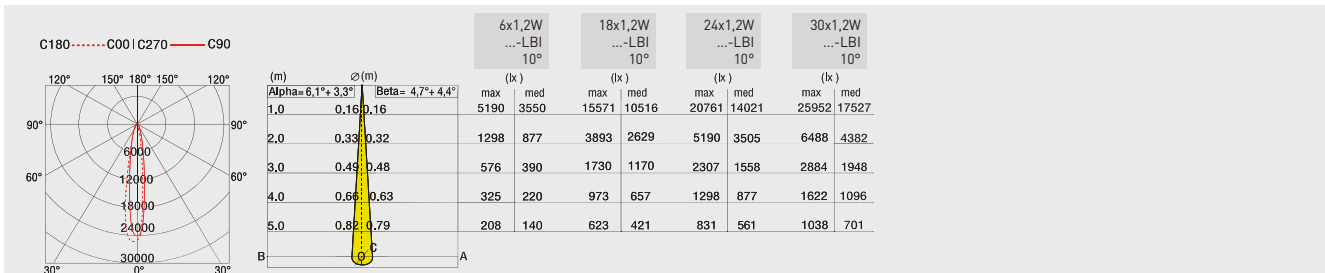 6x1,2W 18x1,2W 24x1,2W 30x1,2W
...-LBI ...-LBI ...-LBI ...-LBI
10° 10° 10° 10°
C180 C00 | C270 C90
120° 150° 180° 150° 120°
90° 90°
60° 60°
6000
12000
18000
24000
30000
30° 0° 30°
(m) ⌀(m) (lx) (lx) (lx) (lx)
Alpha= 6,1°+ 3,3° Beta= 4,7°+ 4,4° max med max med max med max med
1.0 0.16 0.16 5190 3550 15571 10516 20761 14021 25952 17527
2.0 0.33 0.32 1298 877 3893 2629 5190 3505 6488 4382
3.0 0.49 0.48 576 390 1730 1170 2307 1558 2884 1948
4.0 0.66 0.63 325 220 973 657 1298 877 1622 1096
5.0 0.82 0.79 208 140 623 421 831 561 1038 701
C
B A